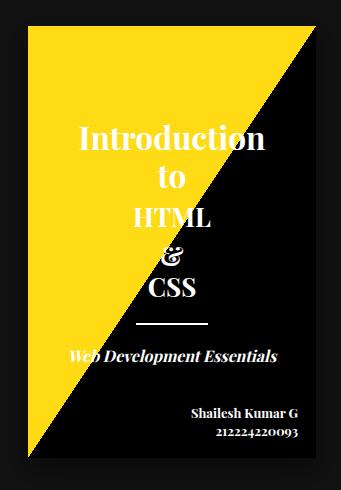 Introduction
to
HTML
&
CSS
Web Development Essentials
Shailesh Kumar G
212224220093